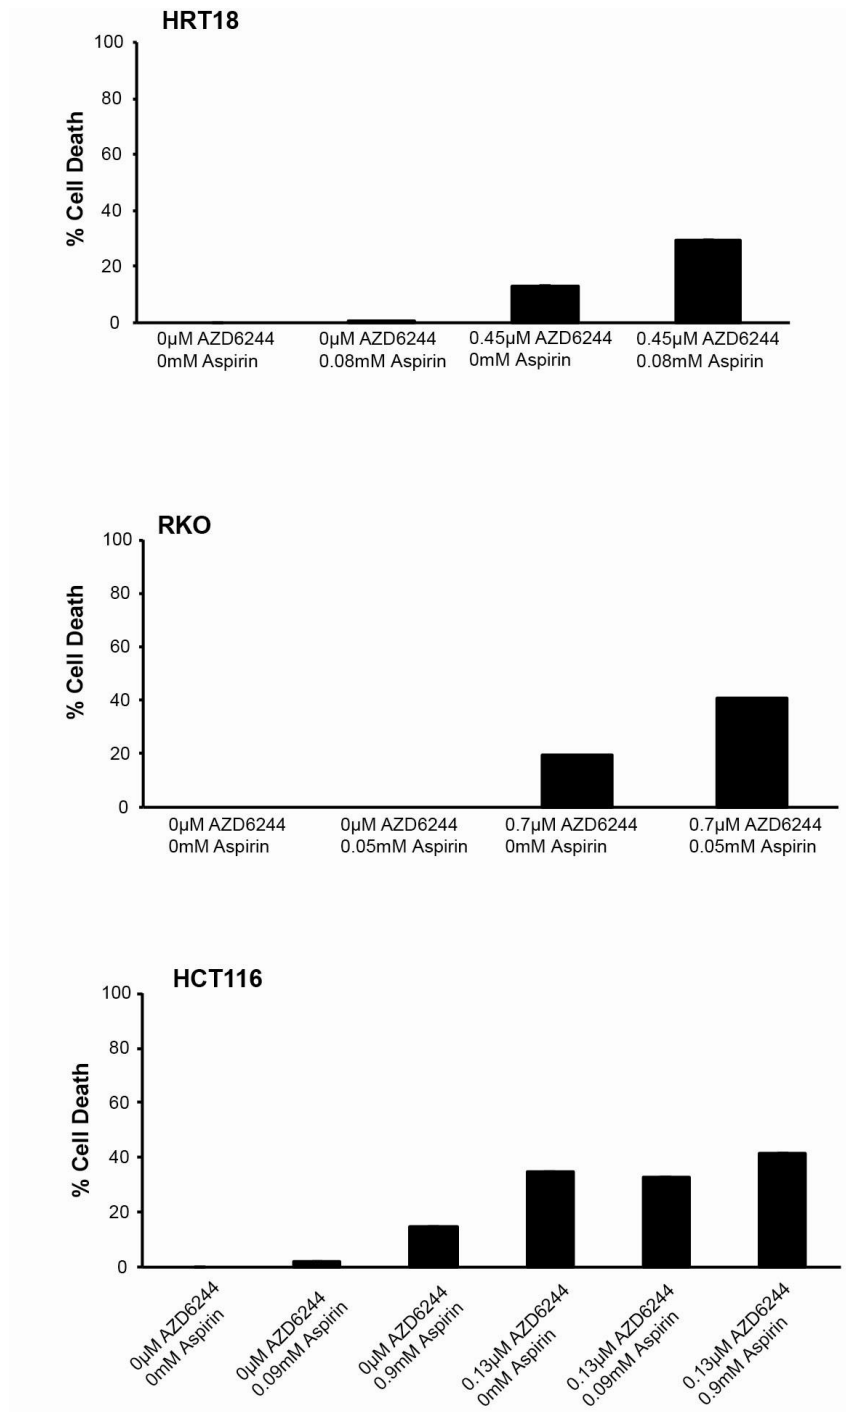 HRT18
100
80
60
40
20
0
% Cell Death
0µM AZD6244
0mM Aspirin
0µM AZD6244
0.08mM Aspirin
0.45µM AZD6244
0mM Aspirin
0.45µM AZD6244
0.08mM Aspirin
RKO
100
80
60
40
20
0
% Cell Death
0µM AZD6244
0mM Aspirin
0µM AZD6244
0.05mM Aspirin
0.7µM AZD6244
0mM Aspirin
0.7µM AZD6244
0.05mM Aspirin
HCT116
100
80
60
40
20
0
% Cell Death
0µM AZD6244
0mM Aspirin
0µM AZD6244
0.09mM Aspirin
0µM AZD6244
0.9mM Aspirin
0.13µM AZD6244
0mM Aspirin
0.13µM AZD6244
0.09mM Aspirin
0.13µM AZD6244
0.9mM Aspirin